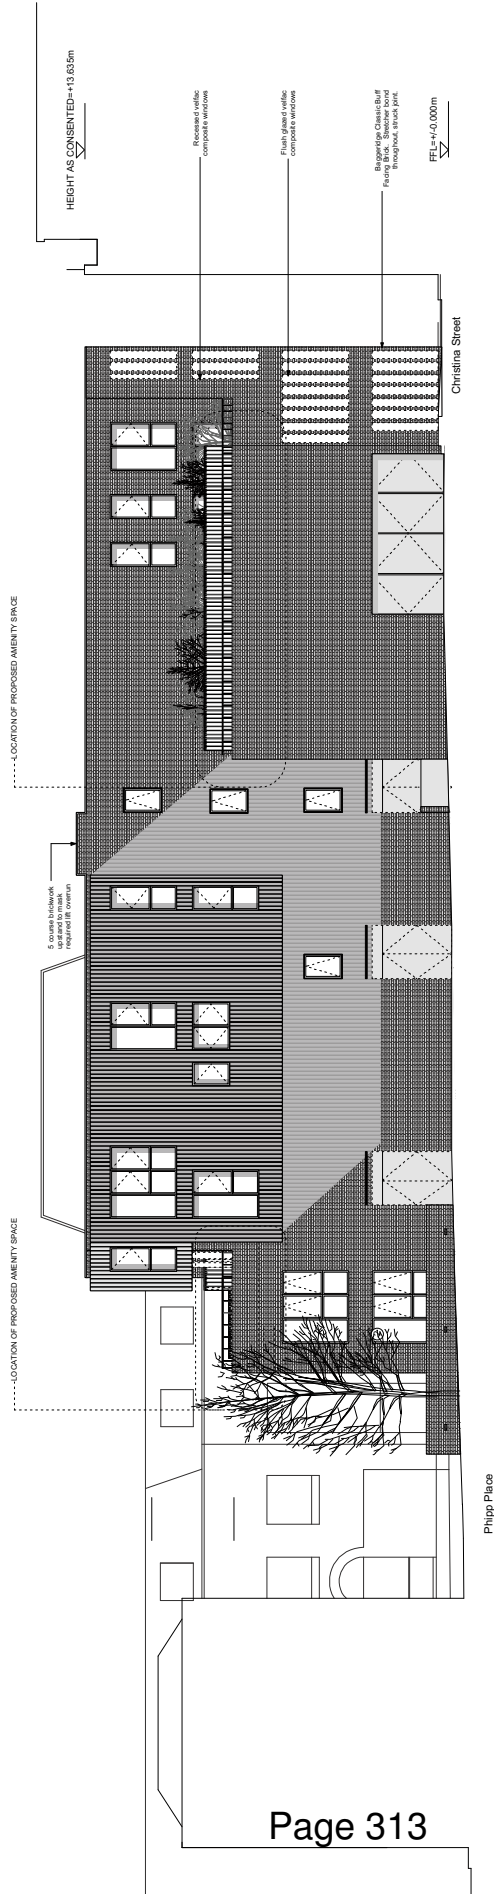 HEIGHT AS CONSENTED=+13.635m
Recessed velfac
composite windows
Flush glazed velfac
composite windows
Baggeridge Classic Buff
Facing Brick. Stretcher bond
throughout, struck joint.
FFL=+/-0.000m
Christina Street
LOCATION OF PROPOSED AMENITY SPACE
5 course brickwork
upstand to mask
required lift overrun
LOCATION OF PROPOSED AMENITY SPACE
Phipp Place
Page 313